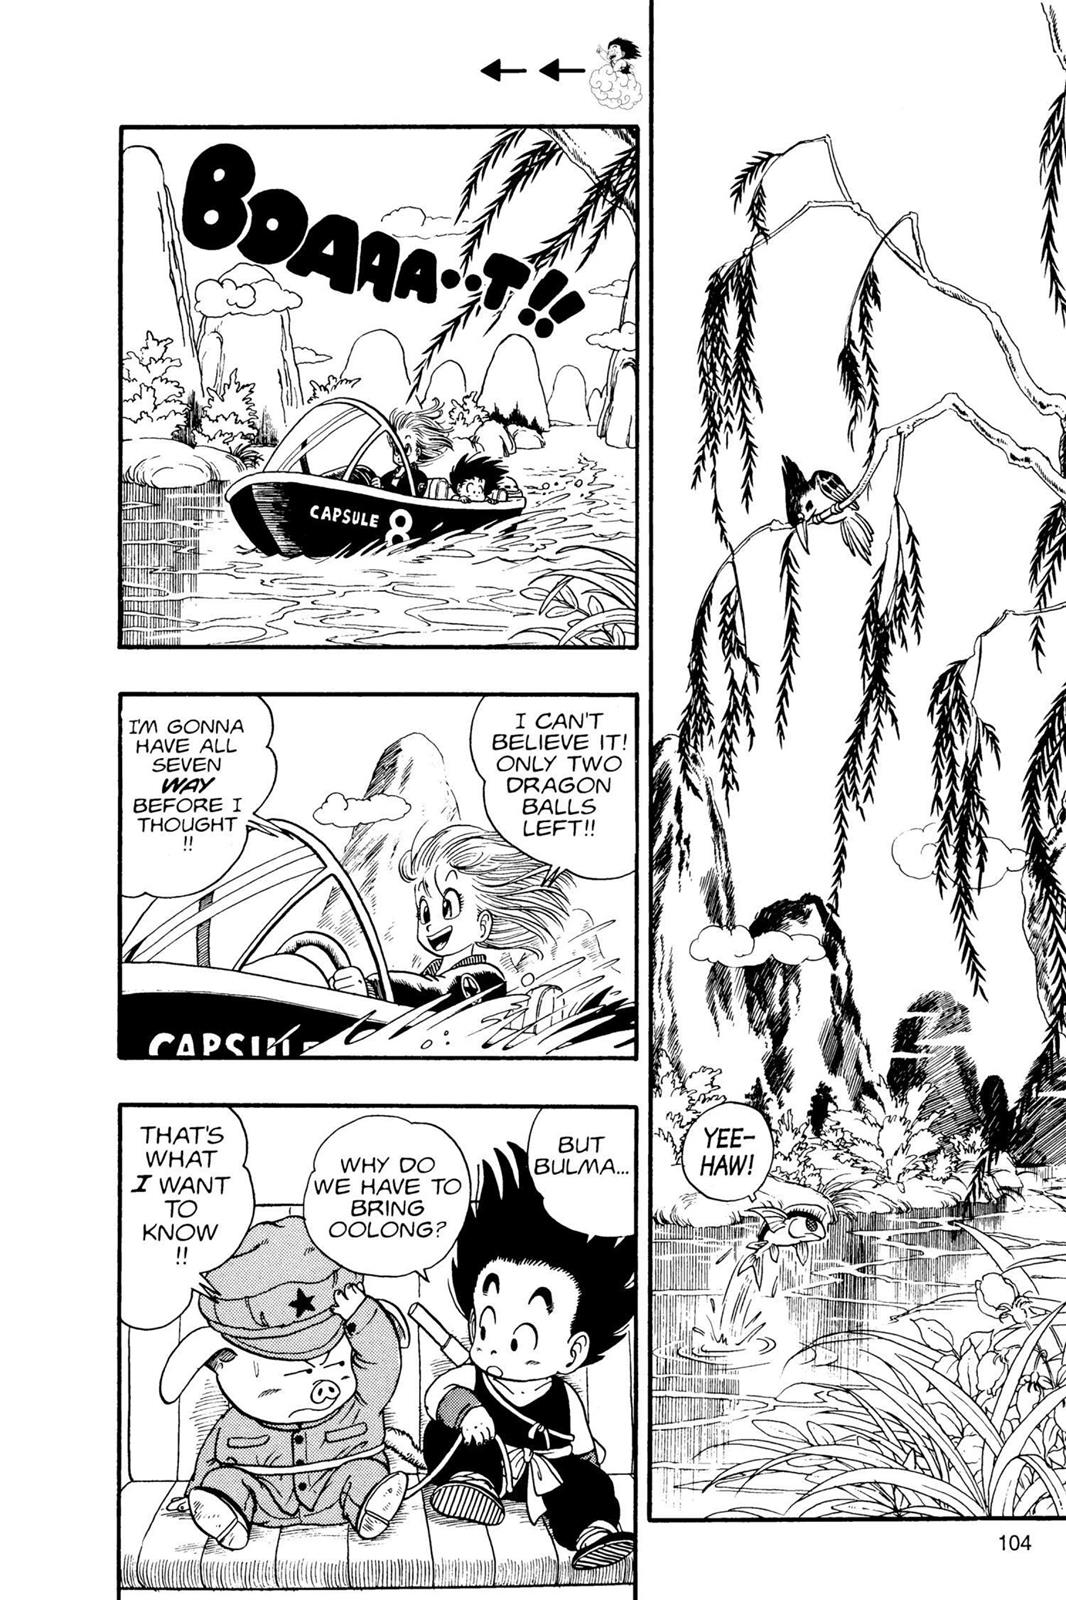 YEE-
HAW!
BOAAA··T!!
CAPSULE 8
I CAN'T
BELIEVE IT!
ONLY TWO
DRAGON
BALLS
LEFT!!
I'M GONNA
HAVE ALL
SEVEN
WAY
BEFORE I
THOUGHT
!!
CAPSULE
BUT
BULMA...
WHY DO
WE HAVE TO
BRING
OOLONG?
THAT'S
WHAT
I WANT
TO
KNOW
!!
104